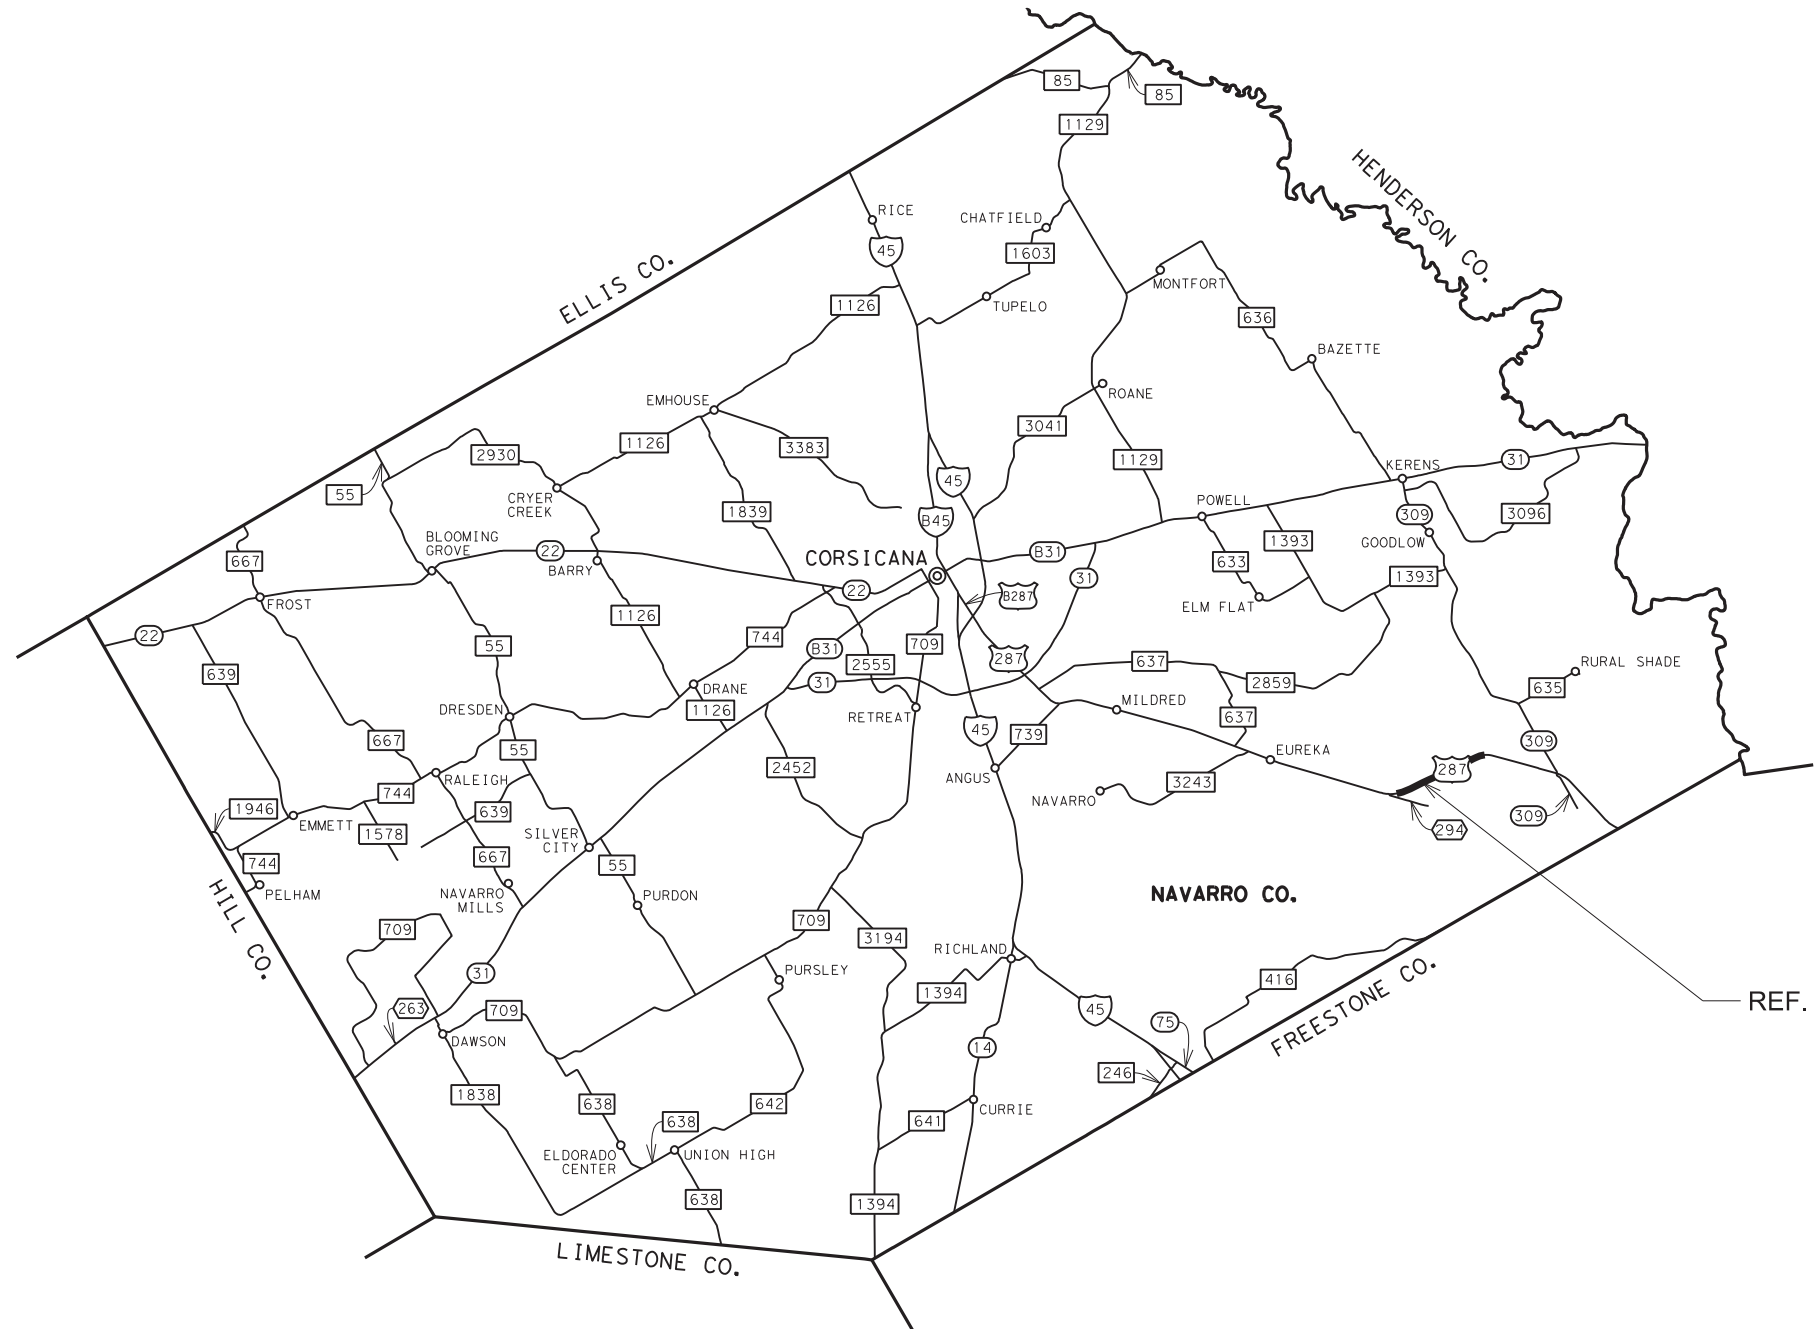 85
85
1129
HENDERSON CO.
RICE
CHATFIELD
45
1603
ELLIS CO.
MONTFORT
1126
TUPELO
636
BAZETTE
EMHOUSE
ROANE
1126
3383
3041
2930
1129
KERENS
31
55
45
CRYER
CREEK
1839
POWELL
B45
309
3096
BLOOMING
GROVE
22
1393
GOODLOW
CORSICANA
B31
667
BARRY
633
22
31
1393
B287
FROST
ELM FLAT
1126
22
744
55
B31
709
639
2555
287
637
RURAL SHADE
31
2859
635
DRANE
DRESDEN
1126
RETREAT
MILDRED
637
45
739
667
55
309
EUREKA
2452
287
RALEIGH
ANGUS
3243
744
NAVARRO
1946
639
309
EMMETT
1578
SILVER
CITY
294
667
55
744
PELHAM
NAVARRO
MILLS
PURDON
NAVARRO CO.
HILL CO.
709
709
3194
RICHLAND
31
PURSLEY
416
1394
FREESTONE CO.
REF.
263
709
45
75
DAWSON
14
246
1838
638
642
CURRIE
638
641
ELDORADO
CENTER
UNION HIGH
638
1394
LIMESTONE CO.